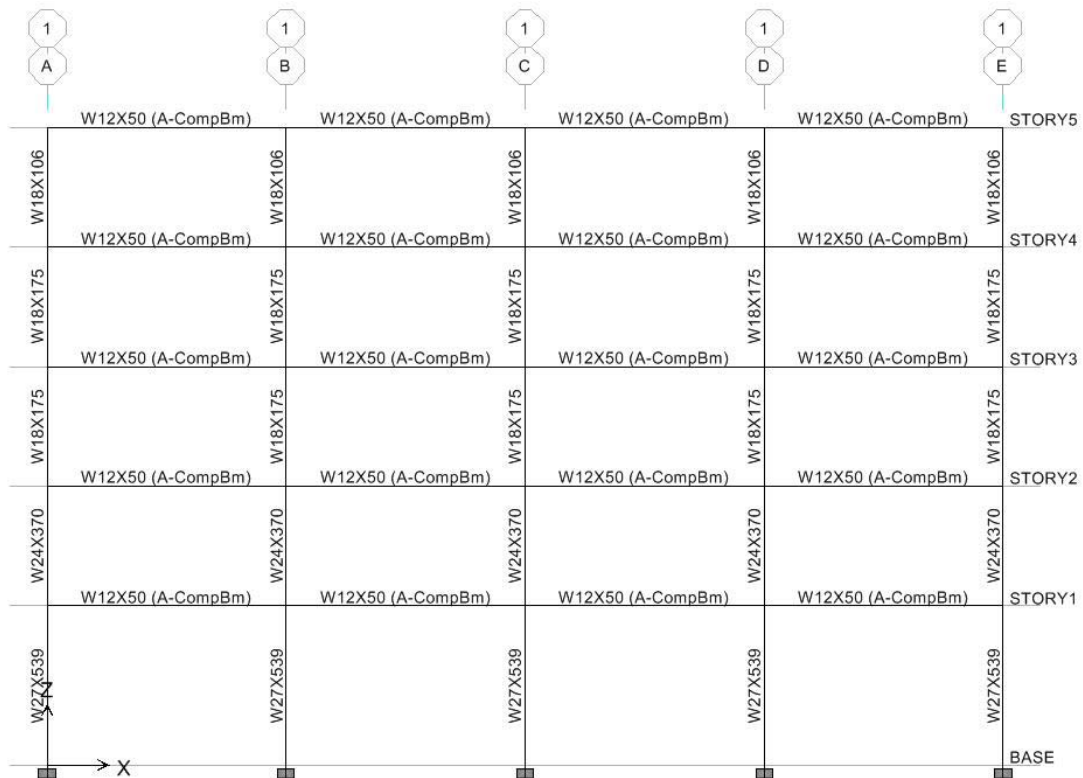 1 1 1 1 1
A B C D E
W12X50 (A-CompBm) W12X50 (A-CompBm) W12X50 (A-CompBm) W12X50 (A-CompBm) STORY5
W18X106 W18X106 W18X106 W18X106 W18X106
W12X50 (A-CompBm) W12X50 (A-CompBm) W12X50 (A-CompBm) W12X50 (A-CompBm) STORY4
W18X175 W18X175 W18X175 W18X175 W18X175
W12X50 (A-CompBm) W12X50 (A-CompBm) W12X50 (A-CompBm) W12X50 (A-CompBm) STORY3
W18X175 W18X175 W18X175 W18X175 W18X175
W12X50 (A-CompBm) W12X50 (A-CompBm) W12X50 (A-CompBm) W12X50 (A-CompBm) STORY2
W24X370 W24X370 W24X370 W24X370 W24X370
W12X50 (A-CompBm) W12X50 (A-CompBm) W12X50 (A-CompBm) W12X50 (A-CompBm) STORY1
W27X539 W27X539 W27X539 W27X539 W27X539
Z
BASE
X